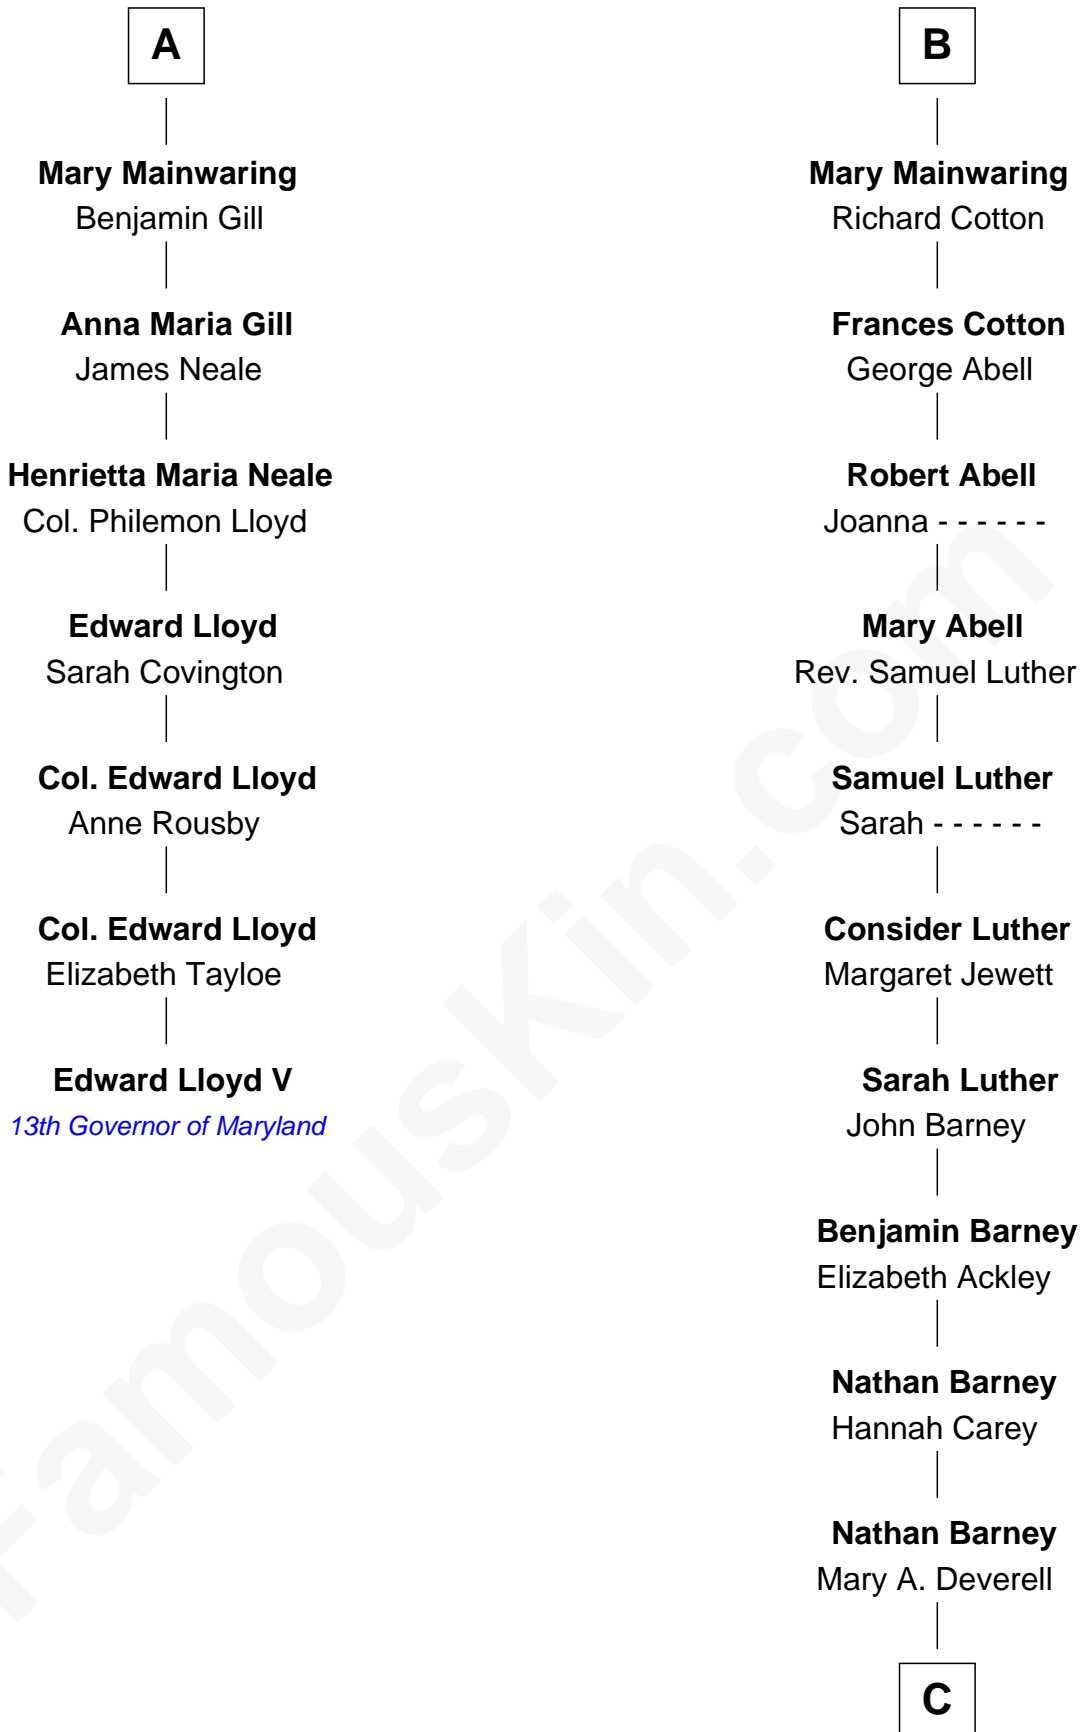 A
Mary Mainwaring
Benjamin Gill
Anna Maria Gill
James Neale
Henrietta Maria Neale
Col. Philemon Lloyd
Edward Lloyd
Sarah Covington
Col. Edward Lloyd
Anne Rousby
Col. Edward Lloyd
Elizabeth Tayloe
Edward Lloyd V
13th Governor of Maryland
B
Mary Mainwaring
Richard Cotton
Frances Cotton
George Abell
Robert Abell
Joanna - - - - - -
Mary Abell
Rev. Samuel Luther
Samuel Luther
Sarah - - - - - -
Consider Luther
Margaret Jewett
Sarah Luther
John Barney
Benjamin Barney
Elizabeth Ackley
Nathan Barney
Hannah Carey
Nathan Barney
Mary A. Deverell
C
FamousKin.com